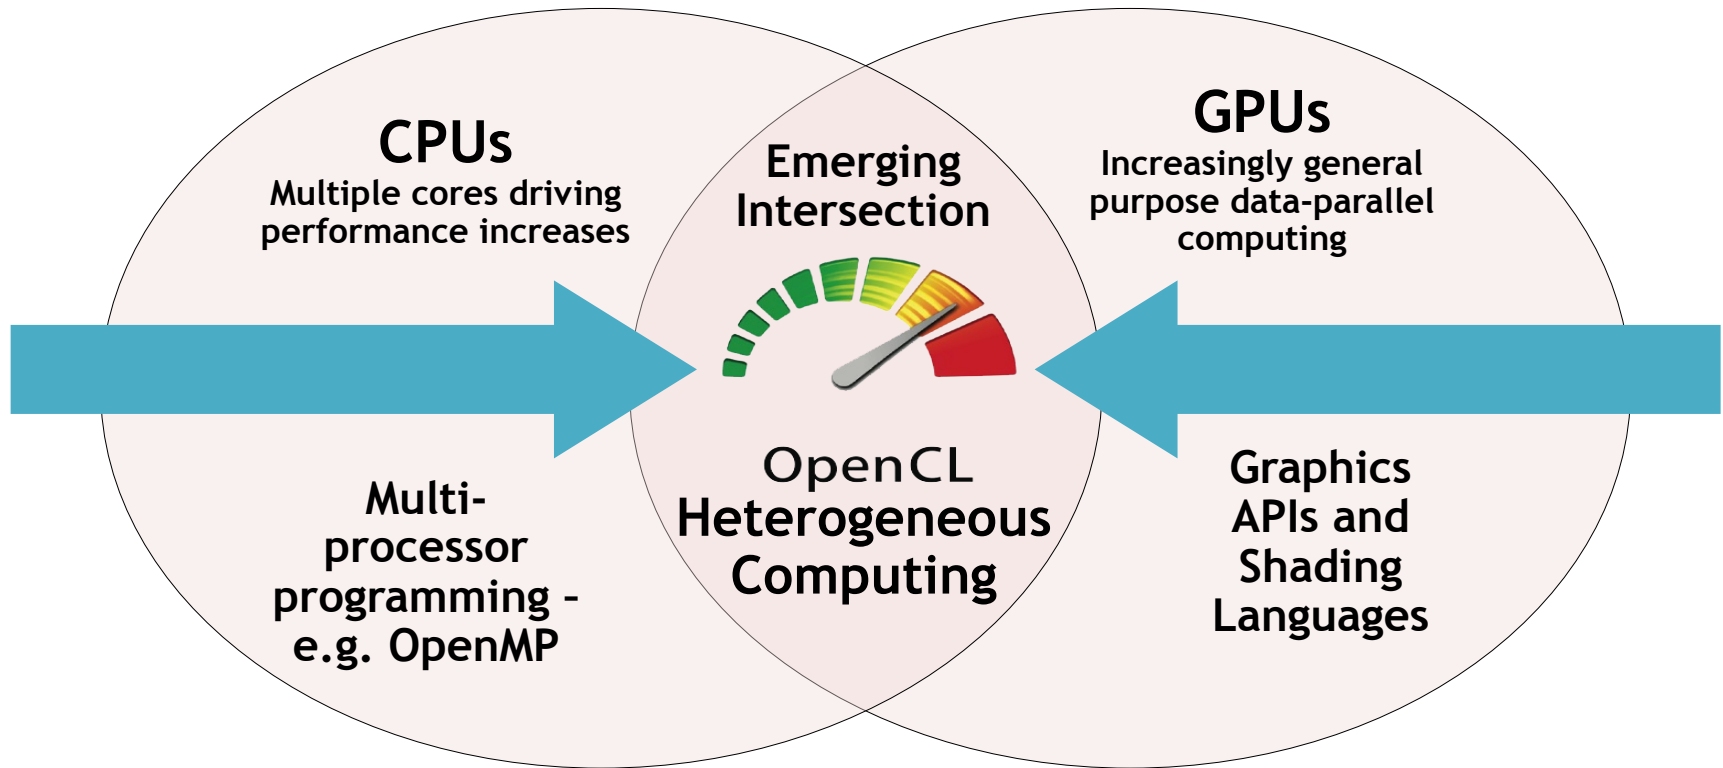 CPUs
Multiple cores driving
performance increases
Multi-
processor
programming –
e.g. OpenMP
Emerging
Intersection
OpenCL
Heterogeneous
Computing
GPUs
Increasingly general
purpose data-parallel
computing
Graphics
APIs and
Shading
Languages